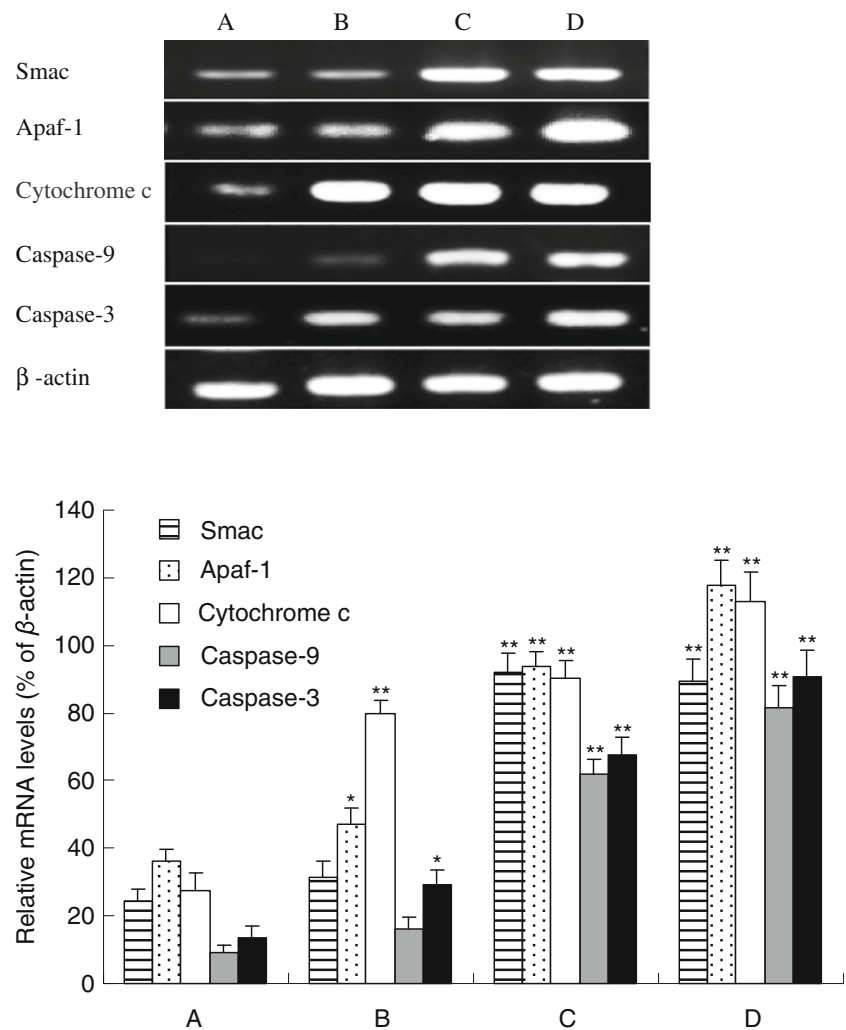 A B C D
Smac
Apaf-1
Cytochrome c
Caspase-9
Caspase-3
β -actin
Relative mRNA levels (% of β-actin)
140
120
100
80
60
40
20
0
Smac
Apaf-1
Cytochrome c
Caspase-9
Caspase-3
* ** *
** ** ** ** **
** ** ** ** **
A B C D